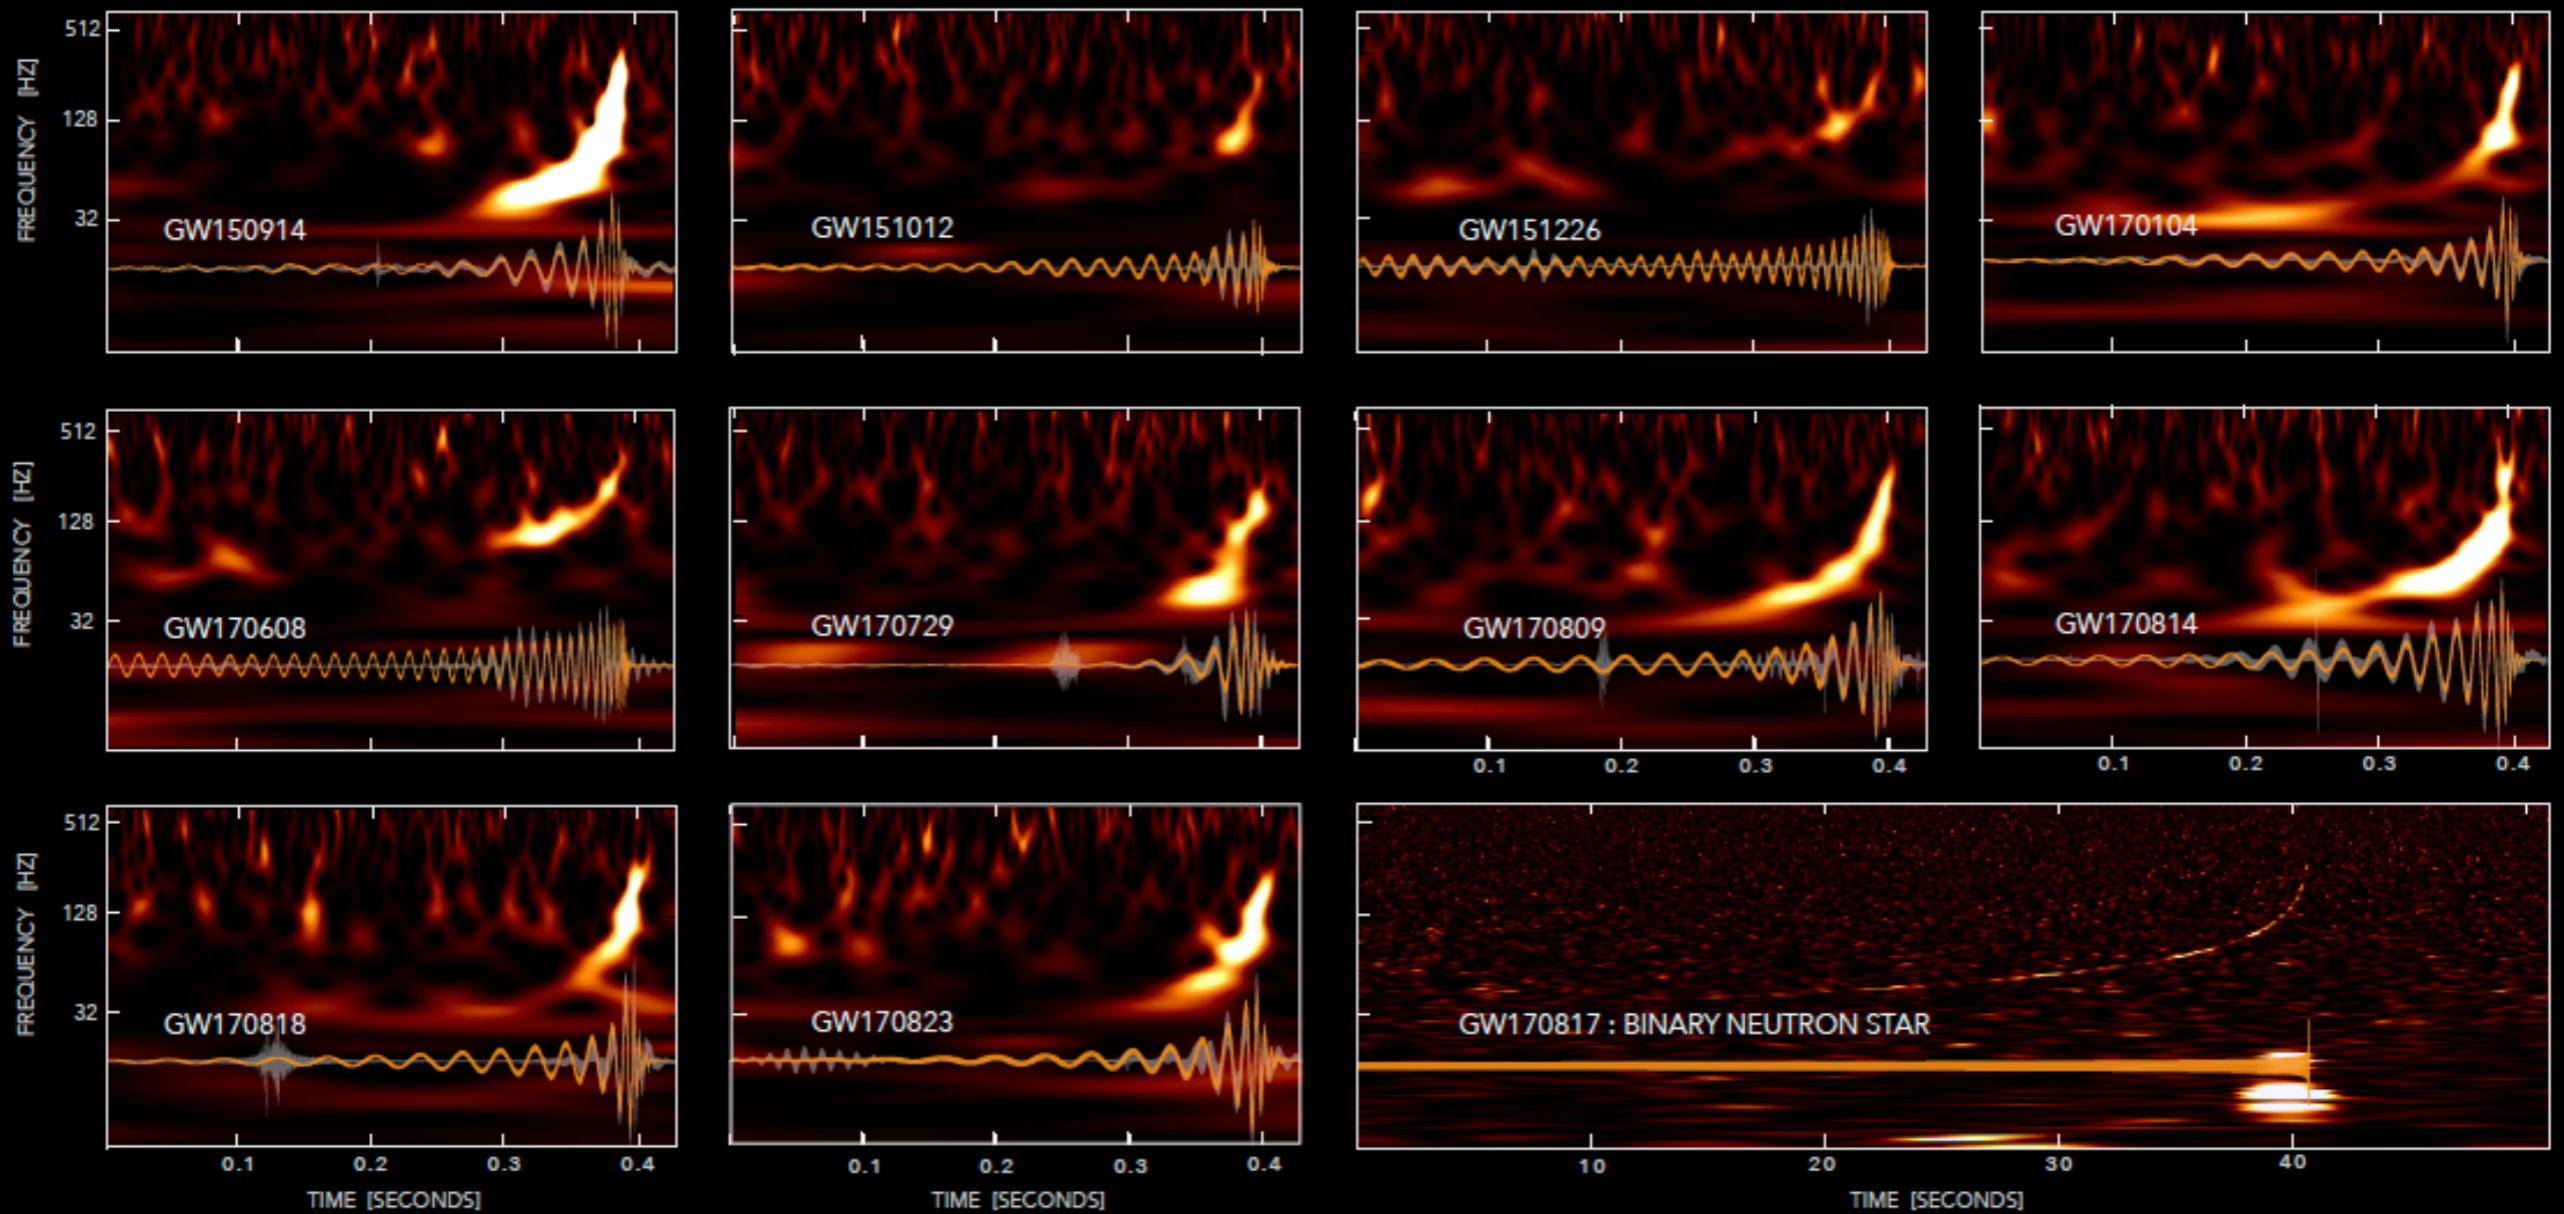 512
FREQUENCY [HZ]
128
32
GW150914
GW151012
GW151226
GW170104
512
FREQUENCY [HZ]
128
32
GW170608
GW170729
GW170809
GW170814
0.1 0.2 0.3 0.4
0.1 0.2 0.3 0.4
512
FREQUENCY [HZ]
128
32
GW170818
GW170823
GW170817 : BINARY NEUTRON STAR
0.1 0.2 0.3 0.4
0.1 0.2 0.3 0.4
10 20 30 40
TIME [SECONDS]
TIME [SECONDS]
TIME [SECONDS]